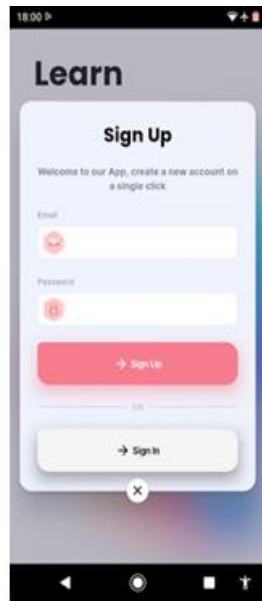 18:00
Learn
Sign Up
Welcome to our App, create a new account on
a single click
Email
Password
→ Sign Up
OR
→ Sign In